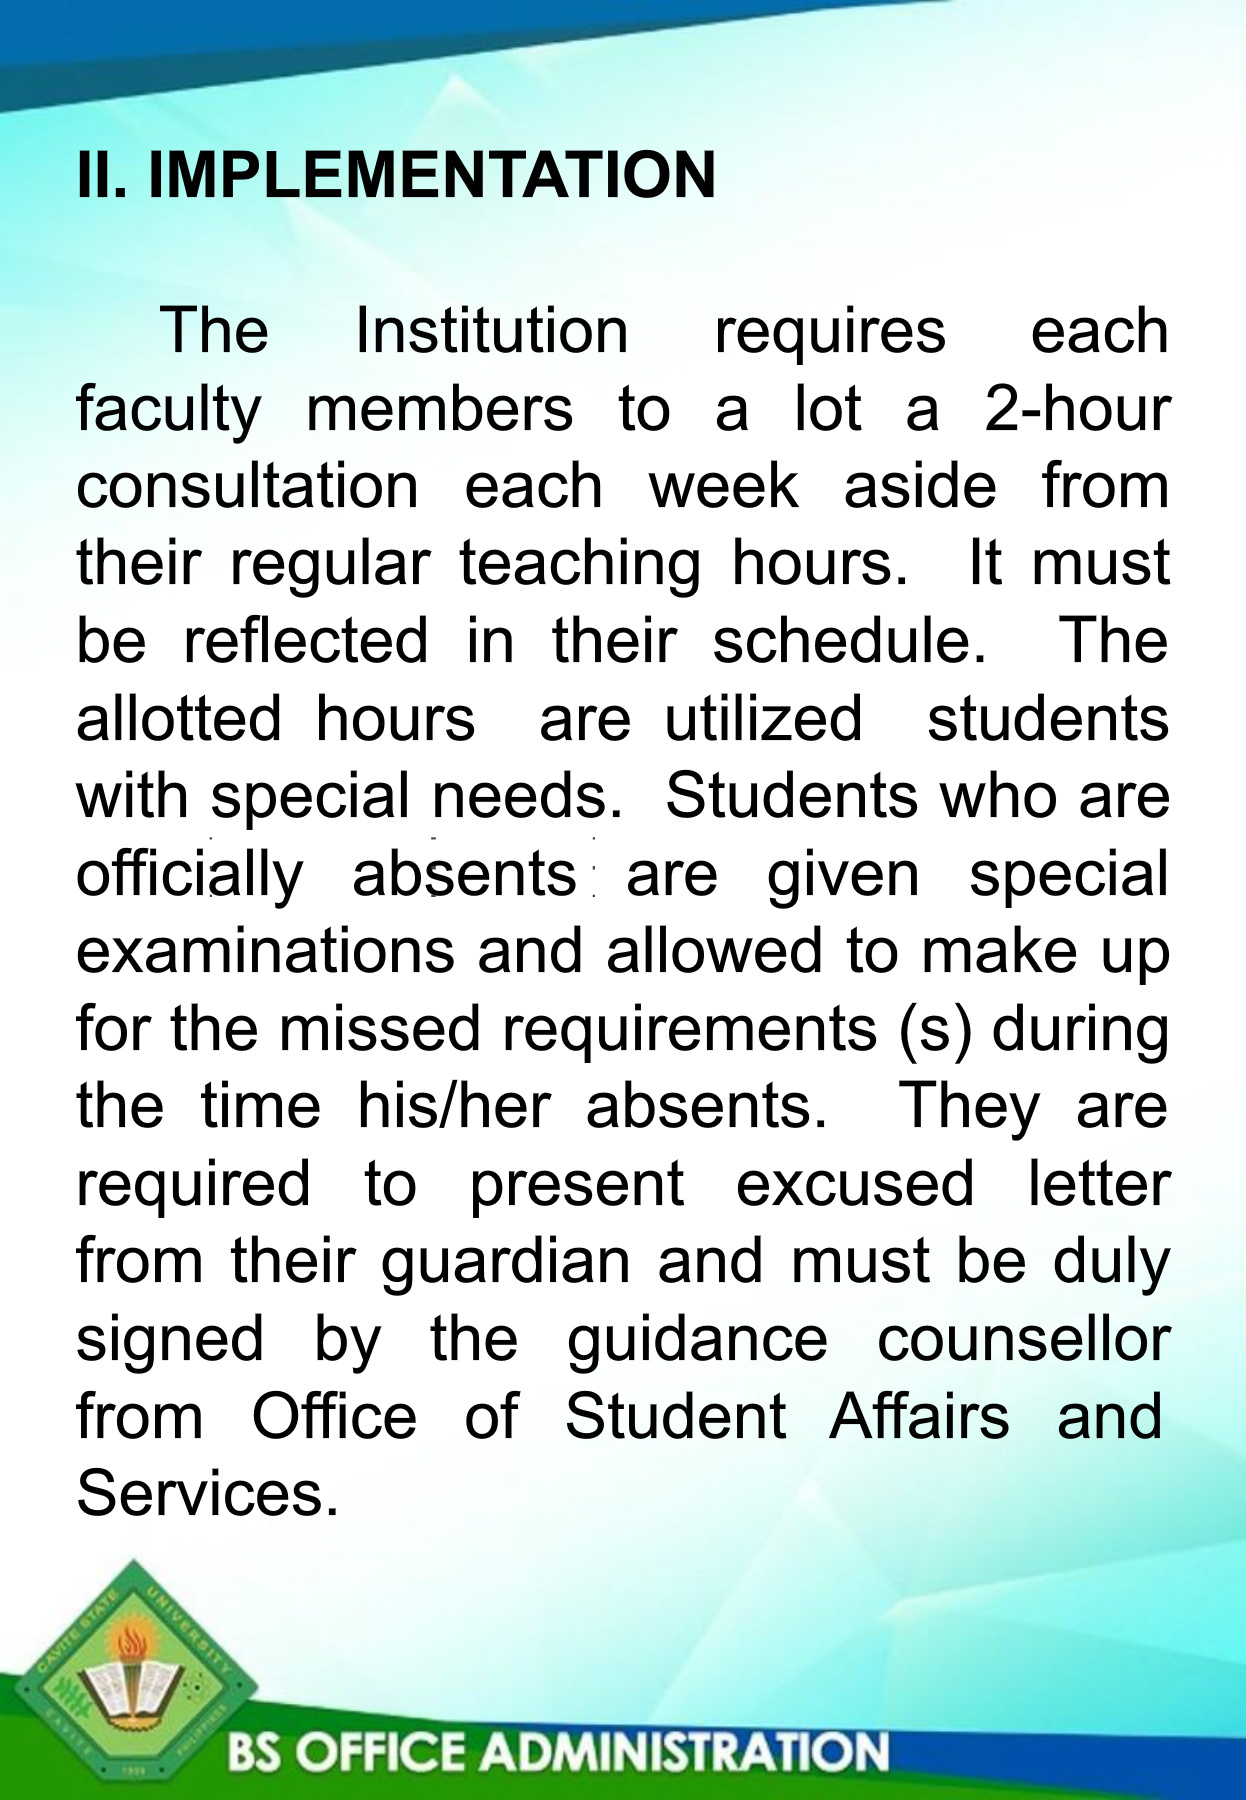 II. IMPLEMENTATION
The Institution requires each
faculty members to a lot a 2-hour
consultation each week aside from
their regular teaching hours. It must
be reflected in their schedule. The
allotted hours are utilized students
with special needs. Students who are
officially absents are given special
examinations and allowed to make up
for the missed requirements (s) during
the time his/her absents. They are
required to present excused letter
from their guardian and must be duly
signed by the guidance counsellor
from Office of Student Affairs and
Services.
CAVITE STATE UNIVERSITY
CAVITE PHILIPPINES
1906
BS OFFICE ADMINISTRATION